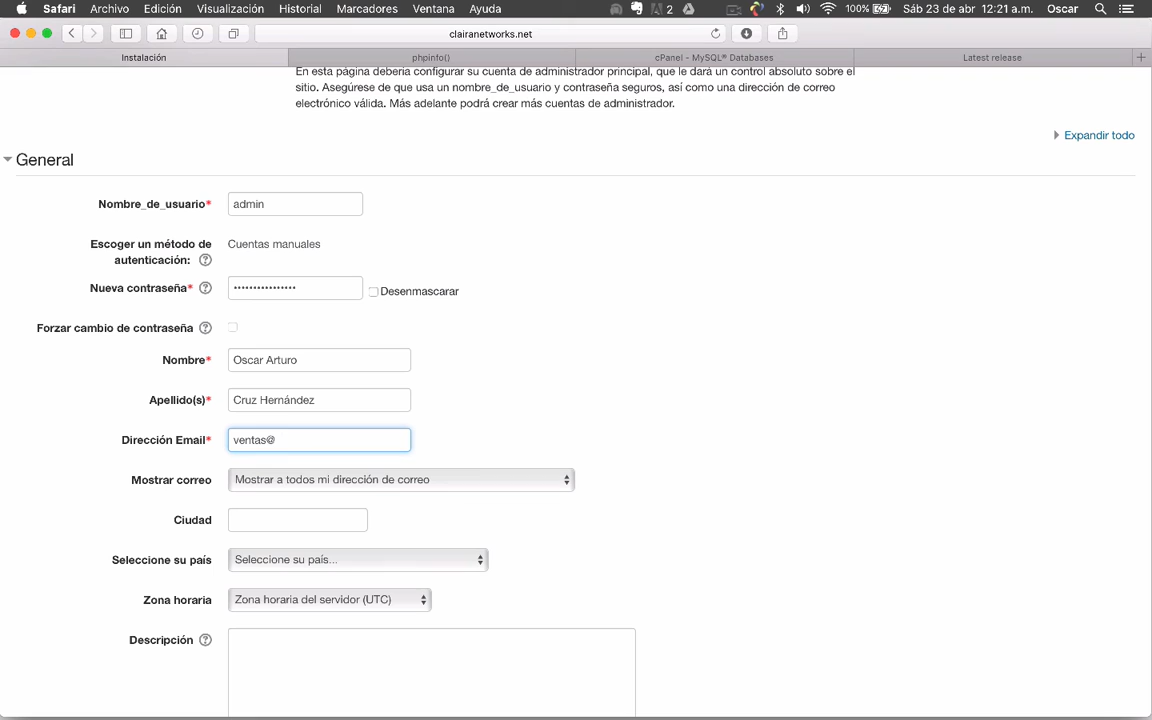 Safari Archivo Edición Visualización Historial Marcadores Ventana Ayuda 2 100% Sáb 23 de abr 12:21 a.m. Oscar
clairanetworks.net
Instalación phpinfo() cPanel - MySQL® Databases Latest release
En esta página debería configurar su cuenta de administrador principal, que le dará un control absoluto sobre el
sitio. Asegúrese de que usa un nombre_de_usuario y contraseña seguros, así como una dirección de correo
electrónico válida. Más adelante podrá crear más cuentas de administrador.
Expandir todo
General
Nombre_de_usuario* admin
Escoger un método de
autenticación: Cuentas manuales
Nueva contraseña* •••••••••••••••• Desenmascarar
Forzar cambio de contraseña
Nombre* Oscar Arturo
Apellido(s)* Cruz Hernández
Dirección Email* ventas@
Mostrar correo Mostrar a todos mi dirección de correo
Ciudad
Seleccione su país Seleccione su país...
Zona horaria Zona horaria del servidor (UTC)
Descripción